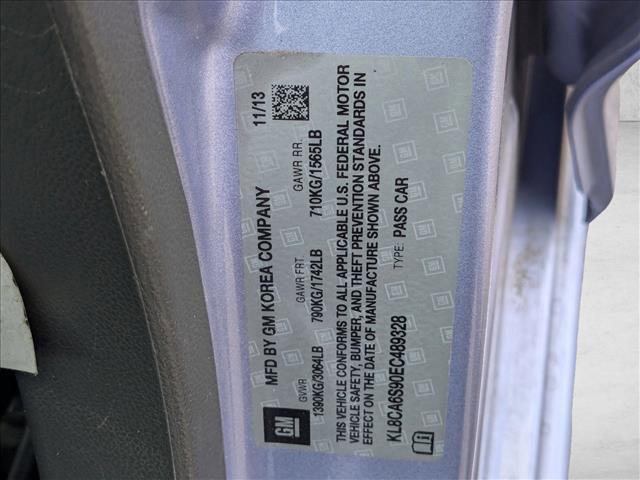 GM
MFD BY GM KOREA COMPANY 11/13
GVWR GAWR FRT. GAWR RR.
1390KG/3064LB 790KG/1742LB 710KG/1565LB
THIS VEHICLE CONFORMS TO ALL APPLICABLE U.S. FEDERAL MOTOR
VEHICLE SAFETY, BUMPER, AND THEFT PREVENTION STANDARDS IN
EFFECT ON THE DATE OF MANUFACTURE SHOWN ABOVE.
KL8CA6S90EC489328 TYPE: PASS CAR